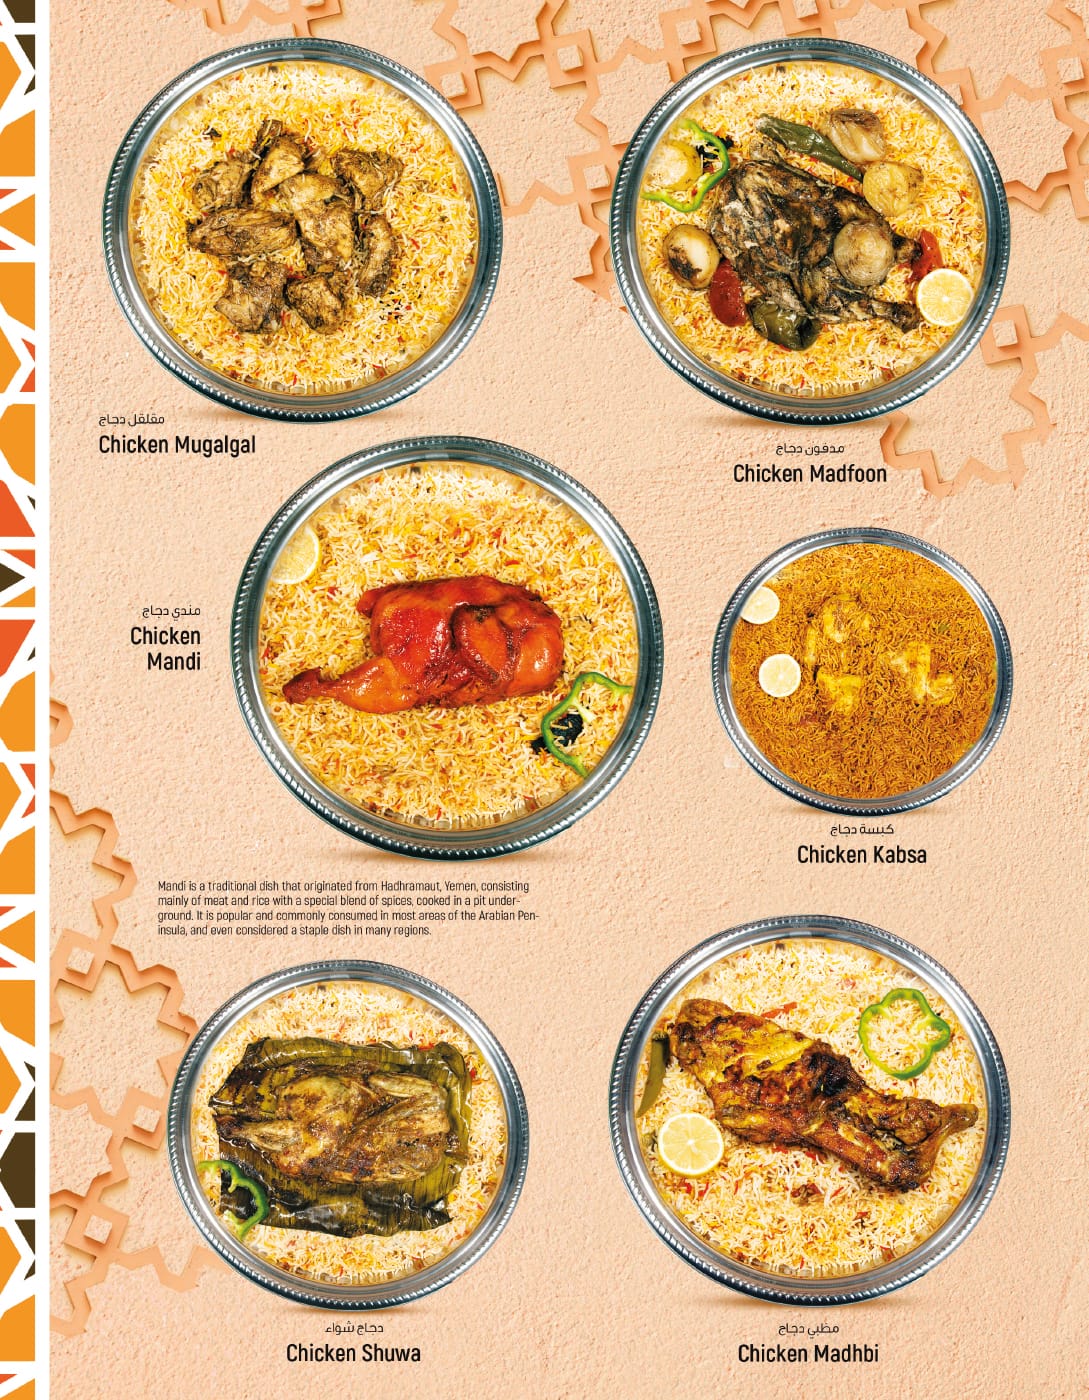 مقلقل دجاج
Chicken Mugalgal
مدفون دجاج
Chicken Madfoon
مندي دجاج
Chicken
Mandi
كبسة دجاج
Chicken Kabsa
Mandi is a traditional dish that originated from Hadhramaut, Yemen, consisting
mainly of meat and rice with a special blend of spices, cooked in a pit under-
ground. It is popular and commonly consumed in most areas of the Arabian Pen-
insula, and even considered a staple dish in many regions.
دجاج شواء
Chicken Shuwa
مظبي دجاج
Chicken Madhbi